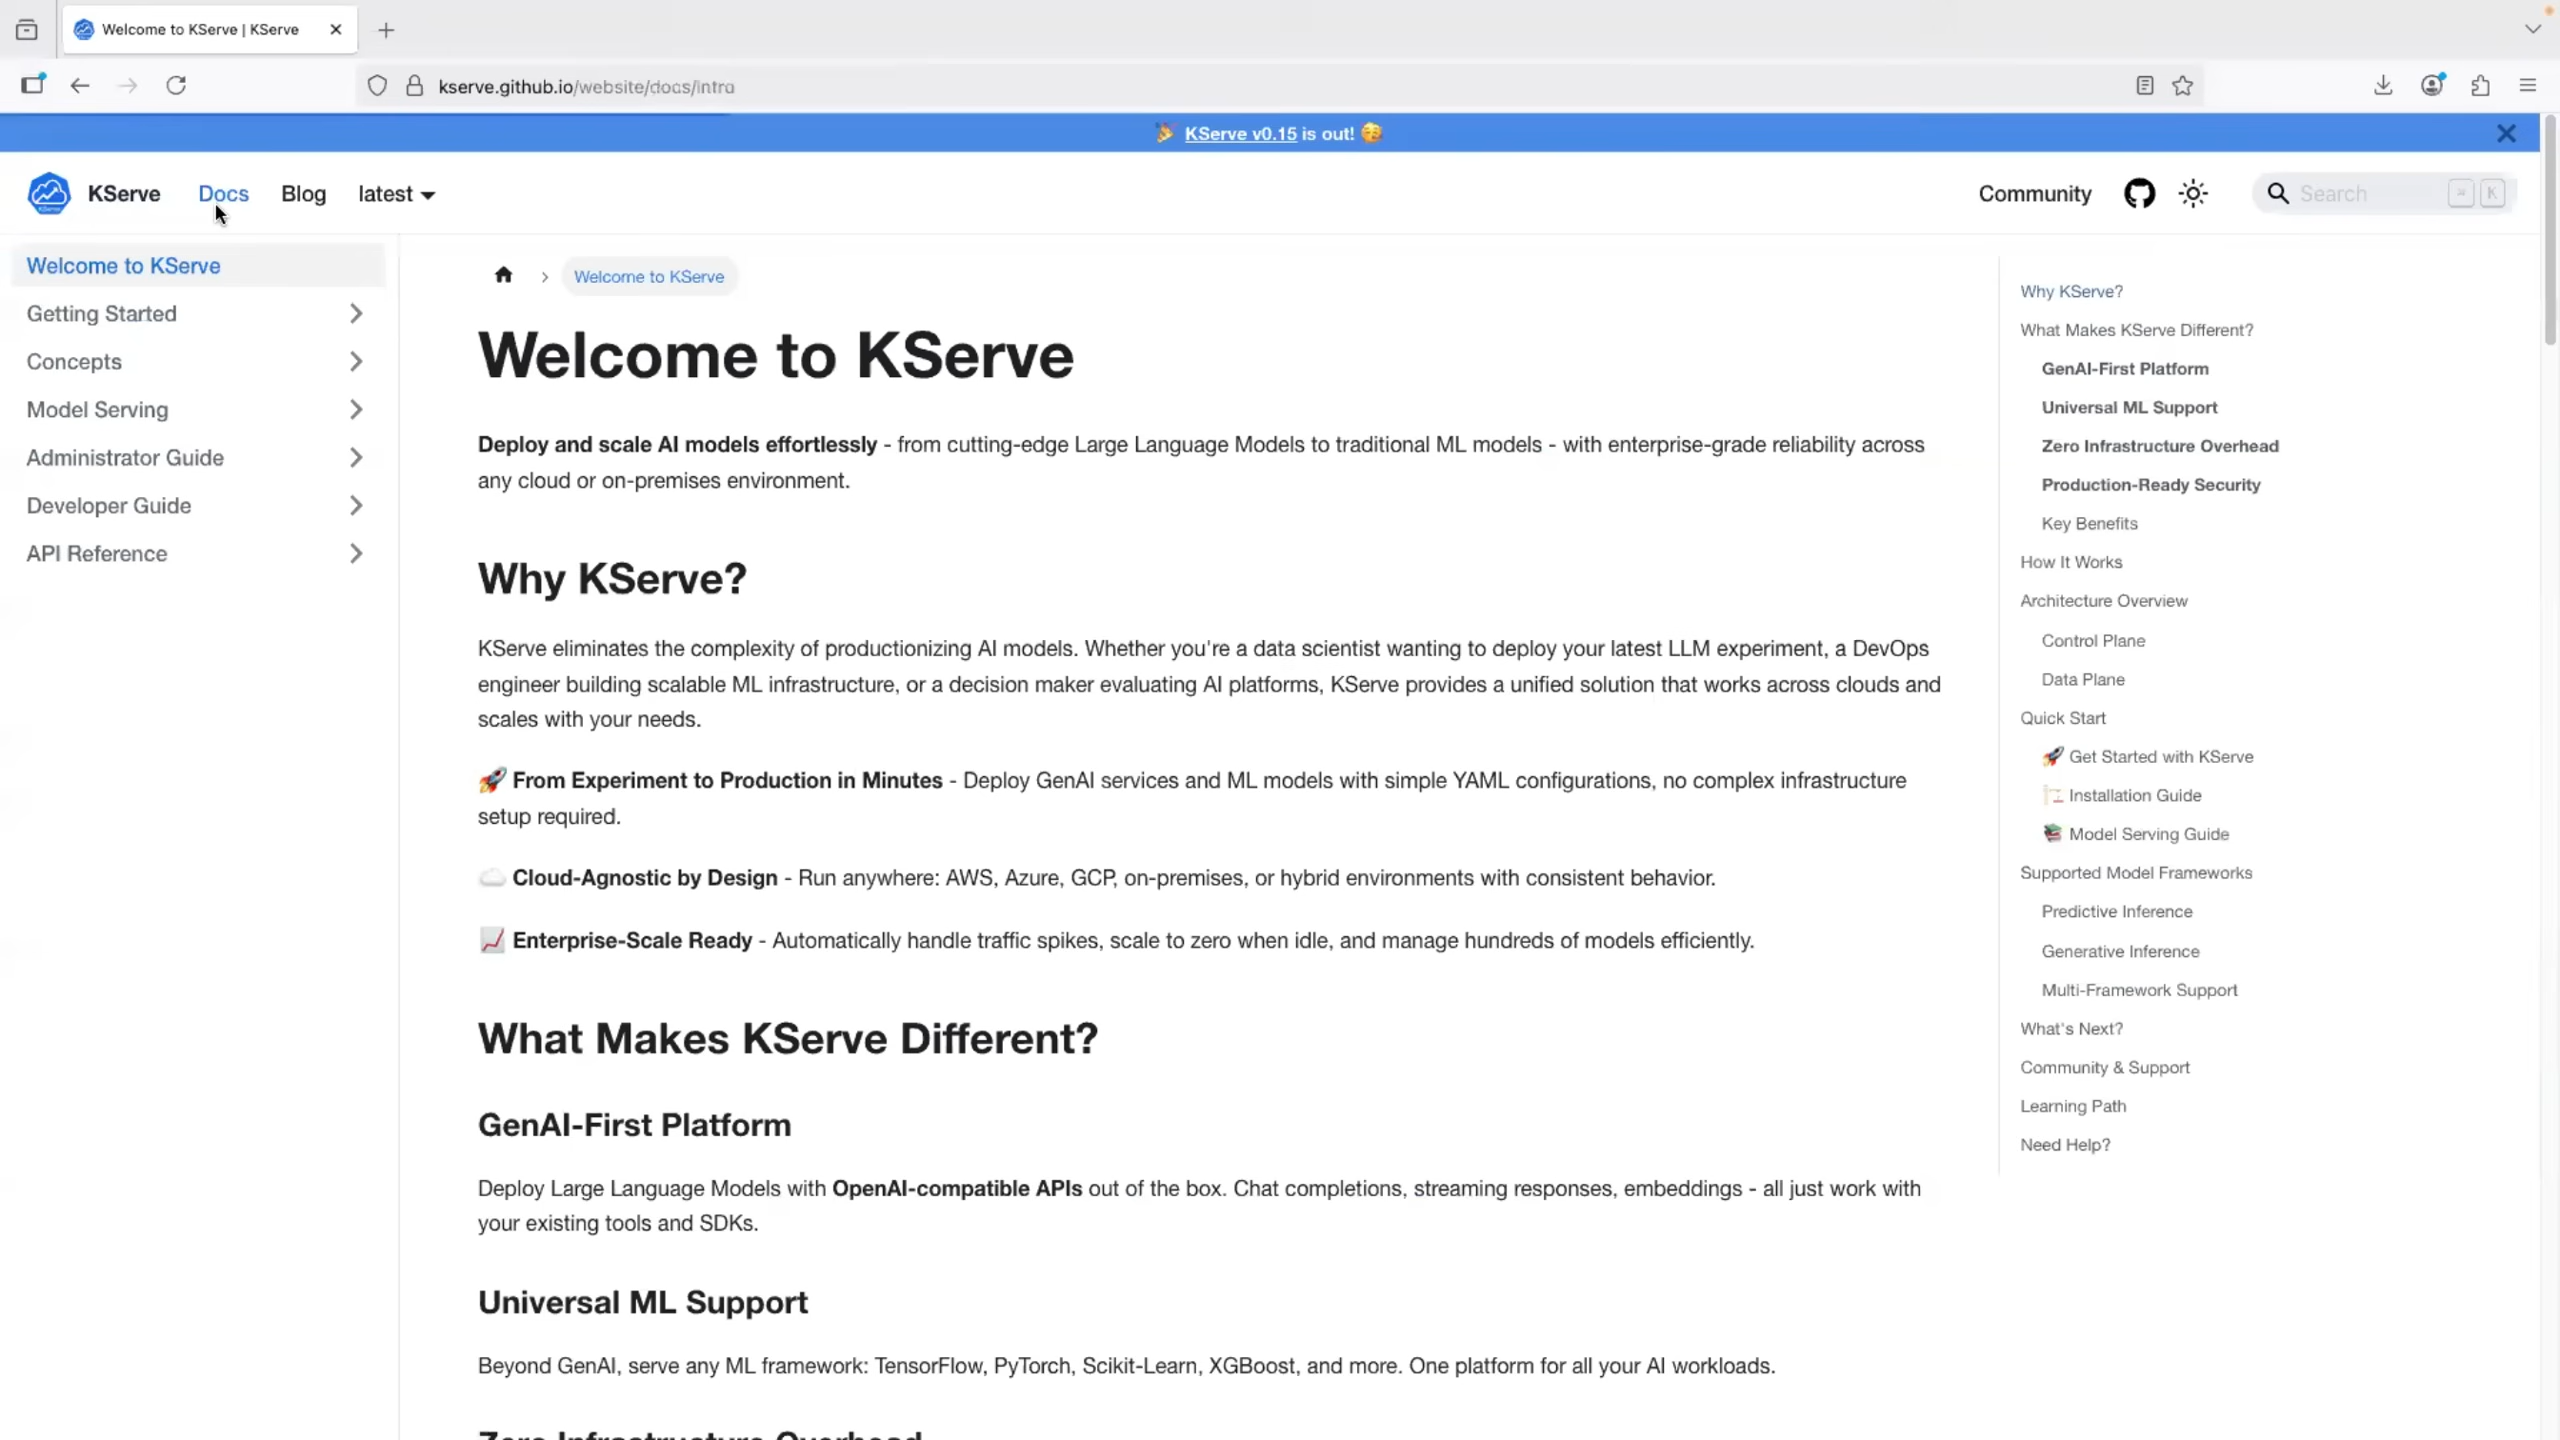 Welcome to KServe | KServe
kserve.github.io/website/docs/intro
🎉 KServe v0.15 is out! 🥳
KServe Docs Blog latest Community Search ⌘ K
Welcome to KServe
Getting Started
Concepts
Model Serving
Administrator Guide
Developer Guide
API Reference
Welcome to KServe
Welcome to KServe
Deploy and scale AI models effortlessly - from cutting-edge Large Language Models to traditional ML models - with enterprise-grade reliability across
any cloud or on-premises environment.
Why KServe?
KServe eliminates the complexity of productionizing AI models. Whether you're a data scientist wanting to deploy your latest LLM experiment, a DevOps
engineer building scalable ML infrastructure, or a decision maker evaluating AI platforms, KServe provides a unified solution that works across clouds and
scales with your needs.
🚀 From Experiment to Production in Minutes - Deploy GenAI services and ML models with simple YAML configurations, no complex infrastructure
setup required.
☁️ Cloud-Agnostic by Design - Run anywhere: AWS, Azure, GCP, on-premises, or hybrid environments with consistent behavior.
📈 Enterprise-Scale Ready - Automatically handle traffic spikes, scale to zero when idle, and manage hundreds of models efficiently.
What Makes KServe Different?
GenAI-First Platform
Deploy Large Language Models with OpenAI-compatible APIs out of the box. Chat completions, streaming responses, embeddings - all just work with
your existing tools and SDKs.
Universal ML Support
Beyond GenAI, serve any ML framework: TensorFlow, PyTorch, Scikit-Learn, XGBoost, and more. One platform for all your AI workloads.
Zero Infrastructure Overhead
Why KServe?
What Makes KServe Different?
GenAI-First Platform
Universal ML Support
Zero Infrastructure Overhead
Production-Ready Security
Key Benefits
How It Works
Architecture Overview
Control Plane
Data Plane
Quick Start
🚀 Get Started with KServe
🏗️ Installation Guide
📚 Model Serving Guide
Supported Model Frameworks
Predictive Inference
Generative Inference
Multi-Framework Support
What's Next?
Community & Support
Learning Path
Need Help?